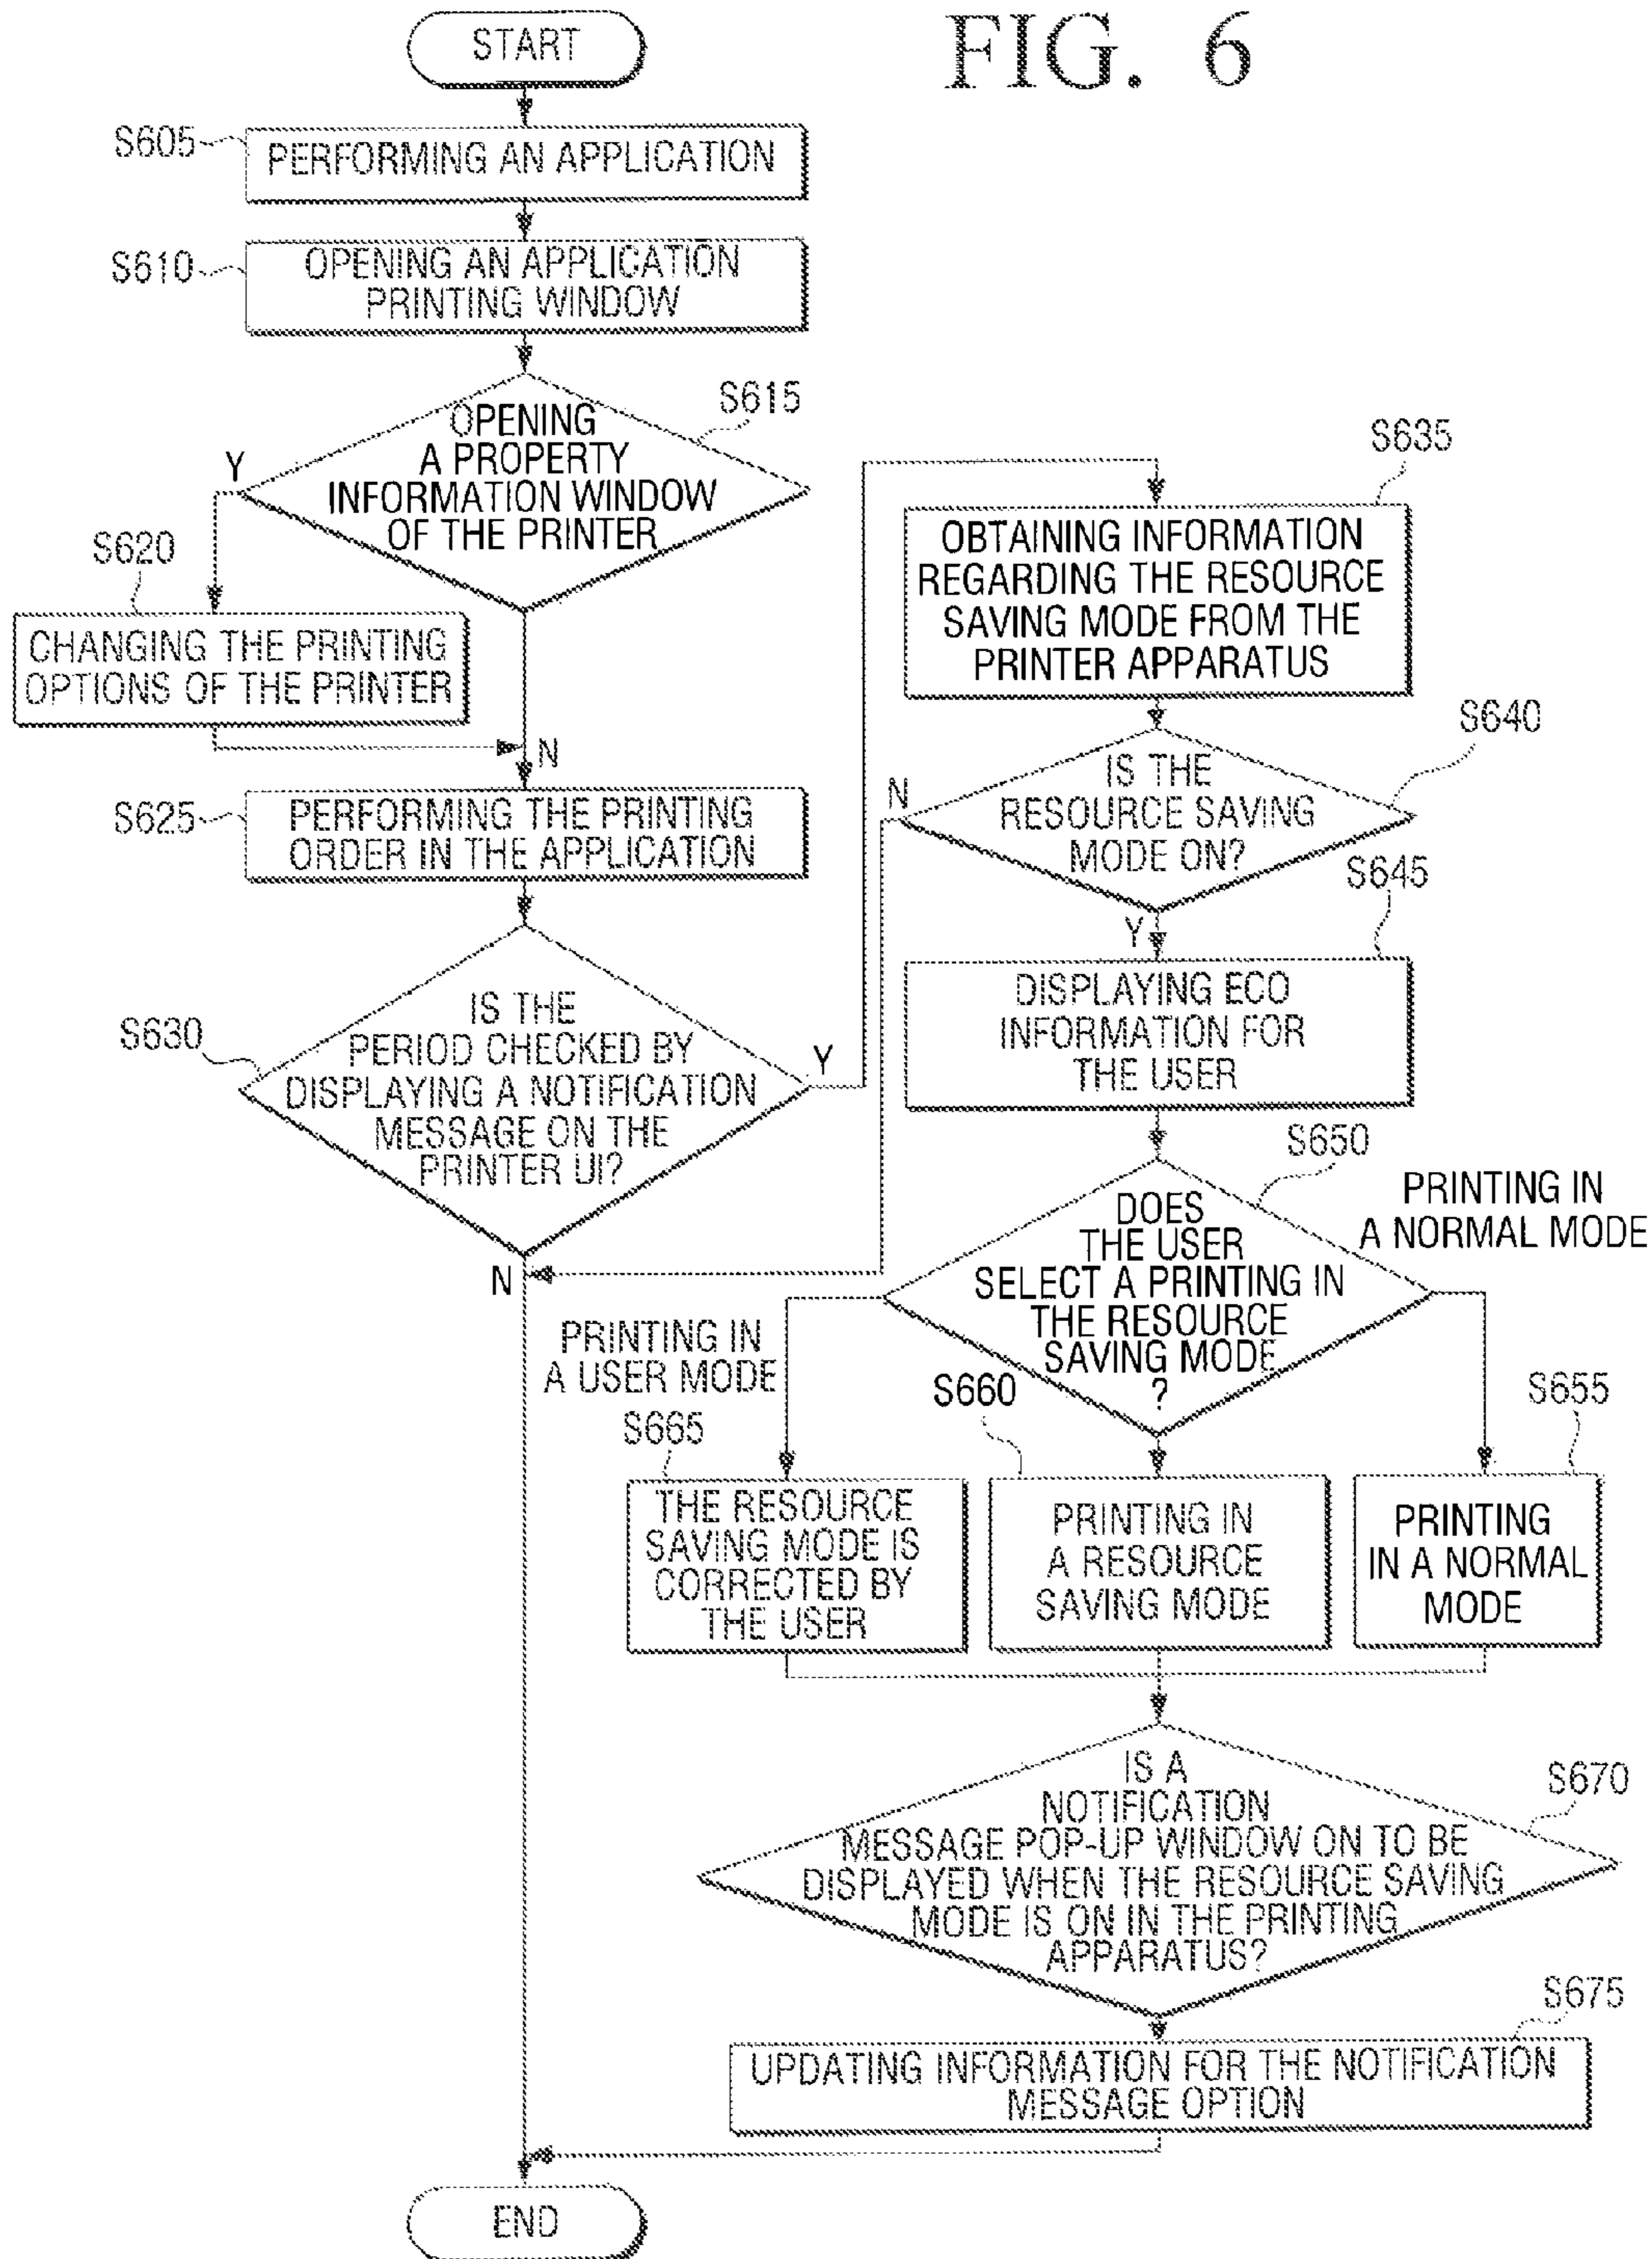 FIG. 6
START
S605
PERFORMING AN APPLICATION
S610
OPENING AN APPLICATION
PRINTING WINDOW
S615
OPENING
A PROPERTY
INFORMATION WINDOW
OF THE PRINTER
Y
S620
CHANGING THE PRINTING
OPTIONS OF THE PRINTER
N
S625
PERFORMING THE PRINTING
ORDER IN THE APPLICATION
S630
IS THE
PERIOD CHECKED BY
DISPLAYING A NOTIFICATION
MESSAGE ON THE
PRINTER UI?
Y
N
S635
OBTAINING INFORMATION
REGARDING THE RESOURCE
SAVING MODE FROM THE
PRINTER APPARATUS
S640
IS THE
RESOURCE SAVING
MODE ON?
N
Y
S645
DISPLAYING ECO
INFORMATION FOR
THE USER
S650
DOES
THE USER
SELECT A PRINTING IN
THE RESOURCE
SAVING MODE
?
PRINTING IN
A NORMAL MODE
PRINTING IN
A USER MODE
S665
THE RESOURCE
SAVING MODE IS
CORRECTED BY
THE USER
S660
PRINTING IN
A RESOURCE
SAVING MODE
S655
PRINTING
IN A NORMAL
MODE
S670
IS A
NOTIFICATION
MESSAGE POP-UP WINDOW ON TO BE
DISPLAYED WHEN THE RESOURCE SAVING
MODE IS ON IN THE PRINTING
APPARATUS?
S675
UPDATING INFORMATION FOR THE NOTIFICATION
MESSAGE OPTION
END